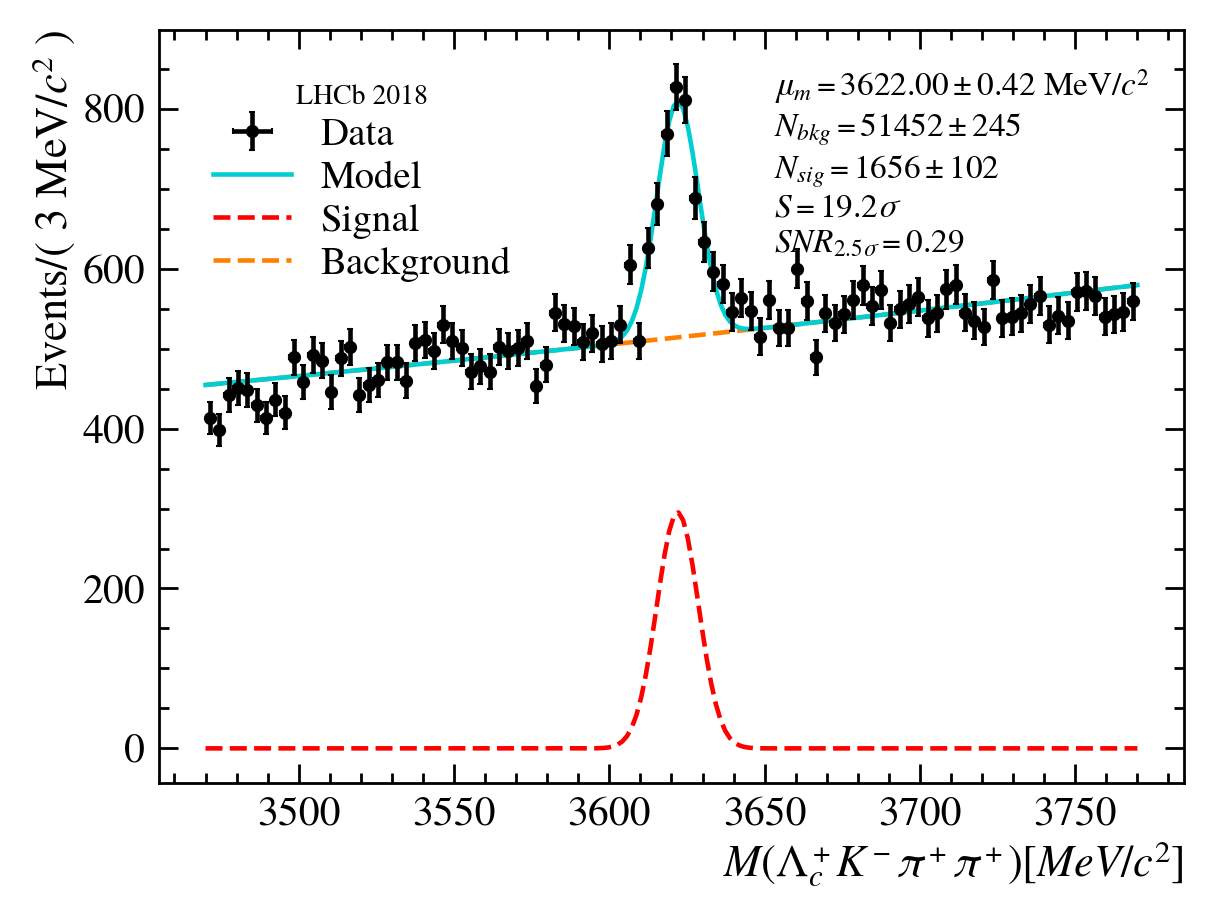 Events/( 3 MeV/c² )
800
600
400
200
0
LHCb 2018
Data
Model
Signal
Background
μ_m = 3622.00 ± 0.42 MeV/c²
N_bkg = 51452 ± 245
N_sig = 1656 ± 102
S = 19.2σ
SNR_2.5σ = 0.29
3500 3550 3600 3650 3700 3750
M(Λ_c⁺K⁻π⁺π⁺)[MeV/c²]